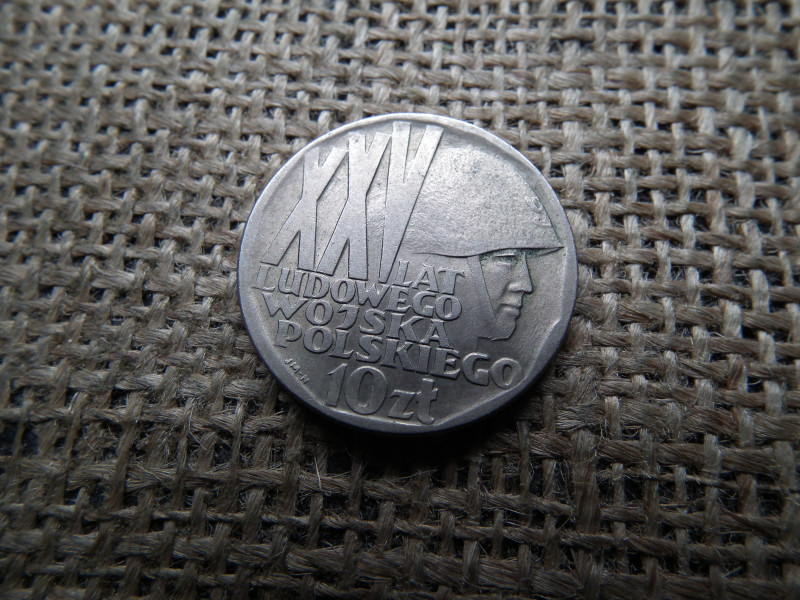 XXV LAT
LUDOWEGO
WOJSKA
POLSKIEGO
10 zł